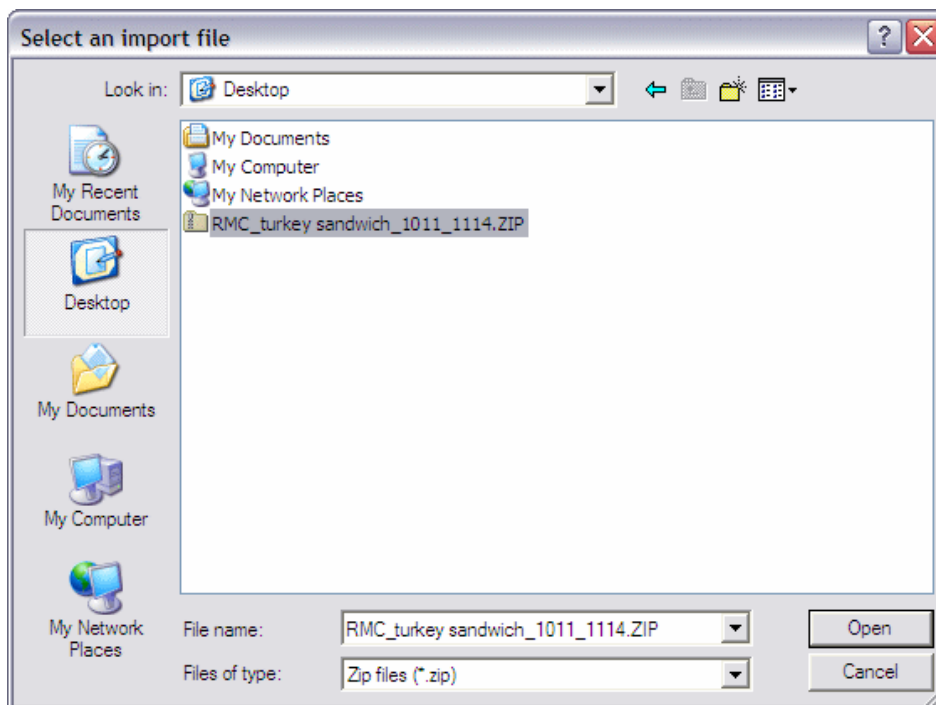 Select an import file
Look in:
Desktop
My Recent
Documents
Desktop
My Documents
My Computer
My Network
Places
My Documents
My Computer
My Network Places
RMC_turkey sandwich_1011_1114.ZIP
File name:
RMC_turkey sandwich_1011_1114.ZIP
Open
Files of type:
Zip files (*.zip)
Cancel